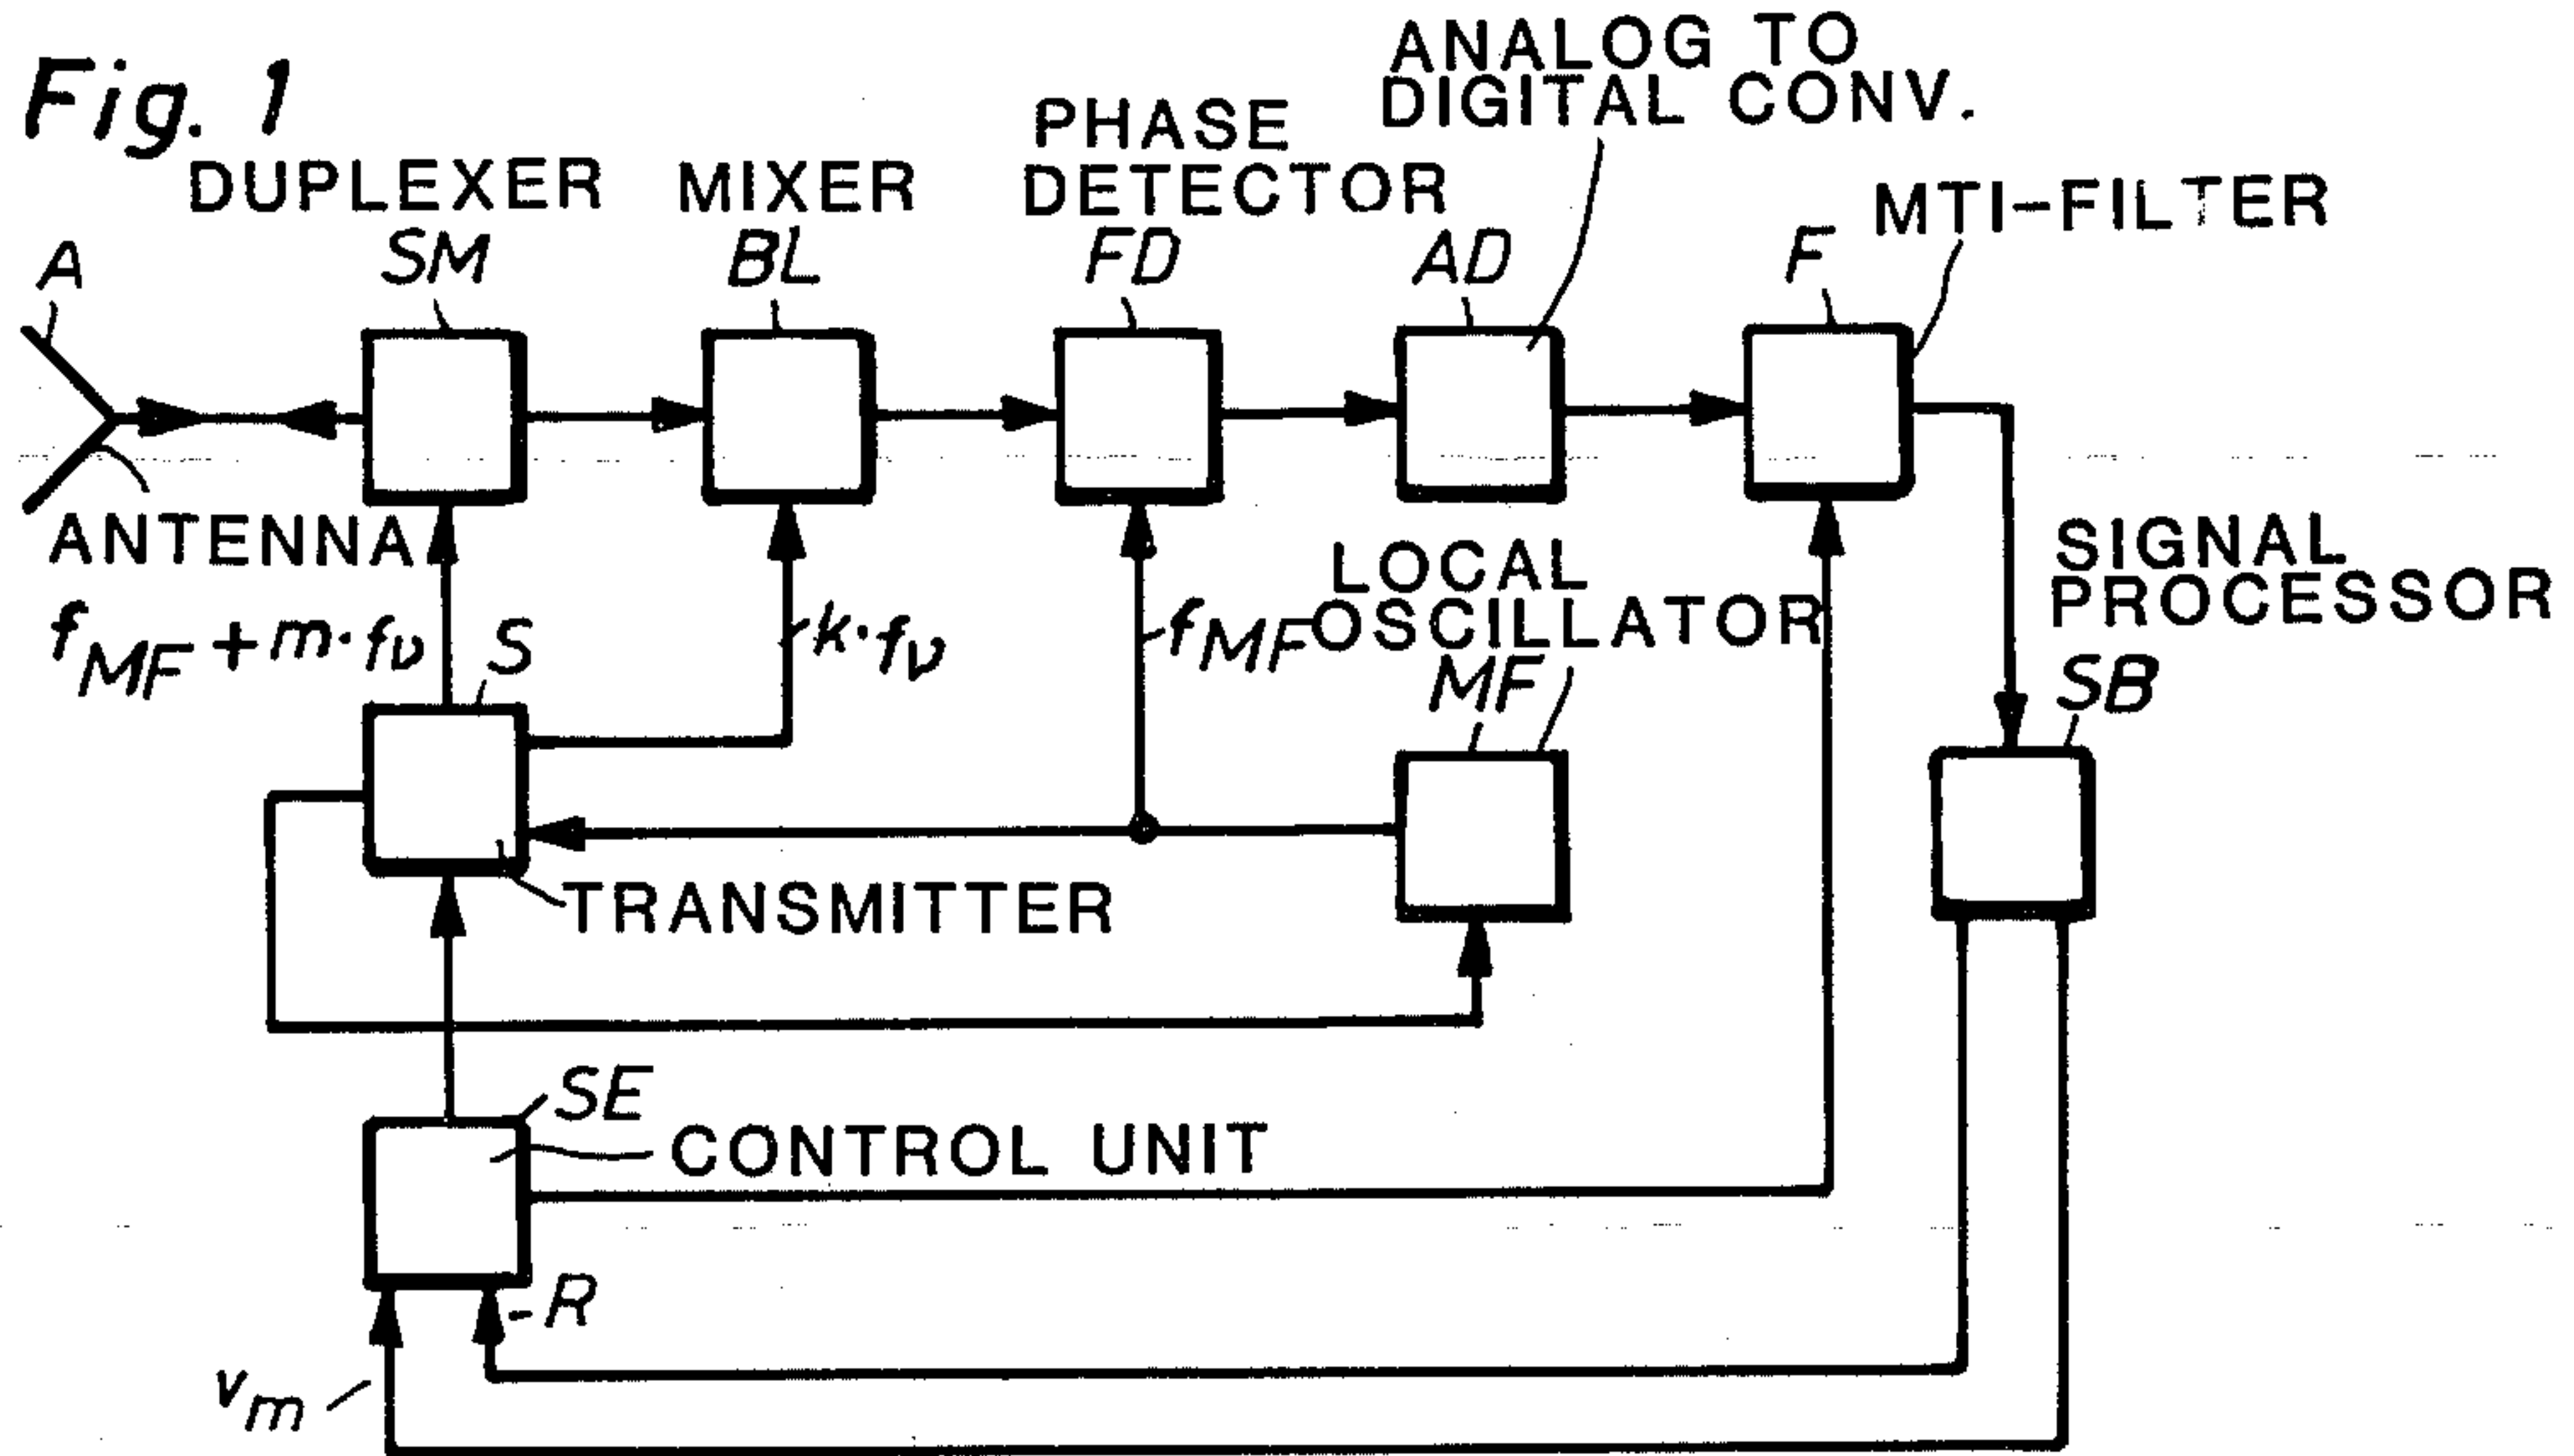 Fig. 1
ANALOG TO
DIGITAL CONV.
PHASE
DETECTOR
DUPLEXER
MIXER
MTI-FILTER
A
SM
BL
FD
AD
F
ANTENNA
LOCAL
OSCILLATOR
SIGNAL
PROCESSOR
fMF + m· fν
S
k· fν
fMF
MF
SB
TRANSMITTER
SE
CONTROL UNIT
R
vm